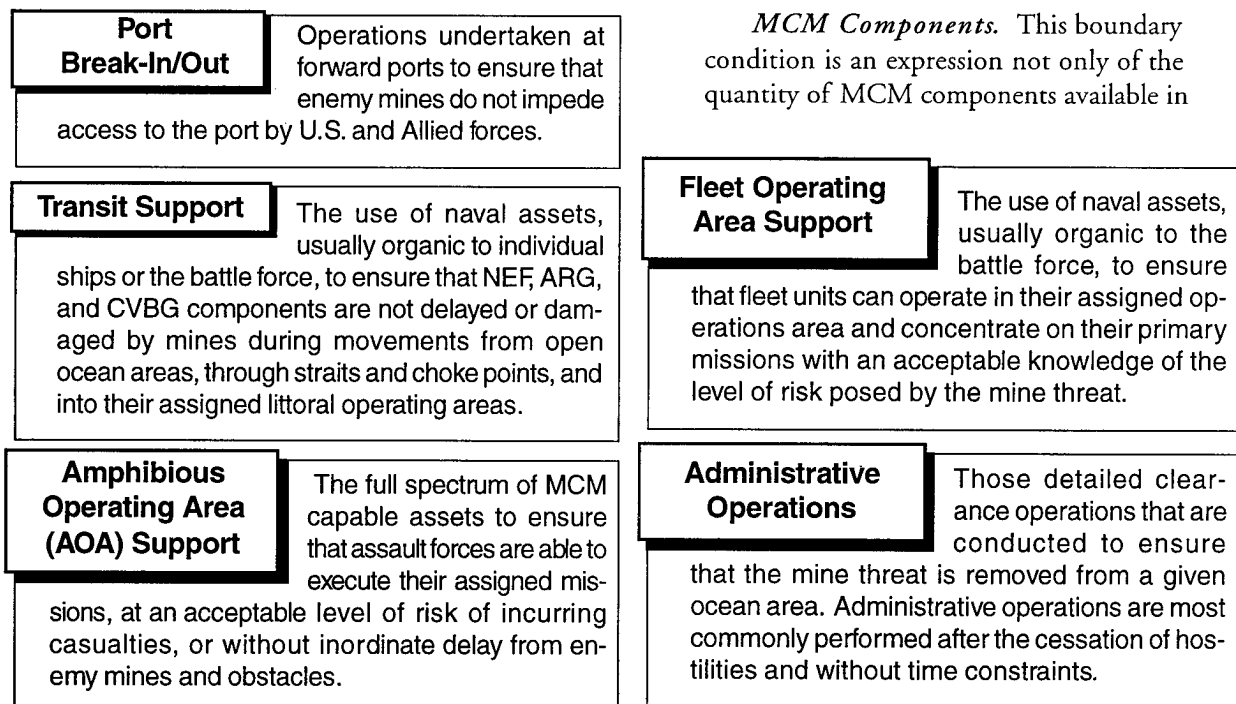 Port
Break-In/Out
Operations undertaken at
forward ports to ensure that
enemy mines do not impede
access to the port by U.S. and Allied forces.
Transit Support
The use of naval assets,
usually organic to individual
ships or the battle force, to ensure that NEF, ARG,
and CVBG components are not delayed or dam-
aged by mines during movements from open
ocean areas, through straits and choke points, and
into their assigned littoral operating areas.
Amphibious
Operating Area
(AOA) Support
The full spectrum of MCM
capable assets to ensure
that assault forces are able to
execute their assigned mis-
sions, at an acceptable level of risk of incurring
casualties, or without inordinate delay from en-
emy mines and obstacles.
MCM Components. This boundary
condition is an expression not only of the
quantity of MCM components available in
Fleet Operating
Area Support
The use of naval assets,
usually organic to the
battle force, to ensure
that fleet units can operate in their assigned op-
erations area and concentrate on their primary
missions with an acceptable knowledge of the
level of risk posed by the mine threat.
Administrative
Operations
Those detailed clear-
ance operations that are
conducted to ensure
that the mine threat is removed from a given
ocean area. Administrative operations are most
commonly performed after the cessation of hos-
tilities and without time constraints.